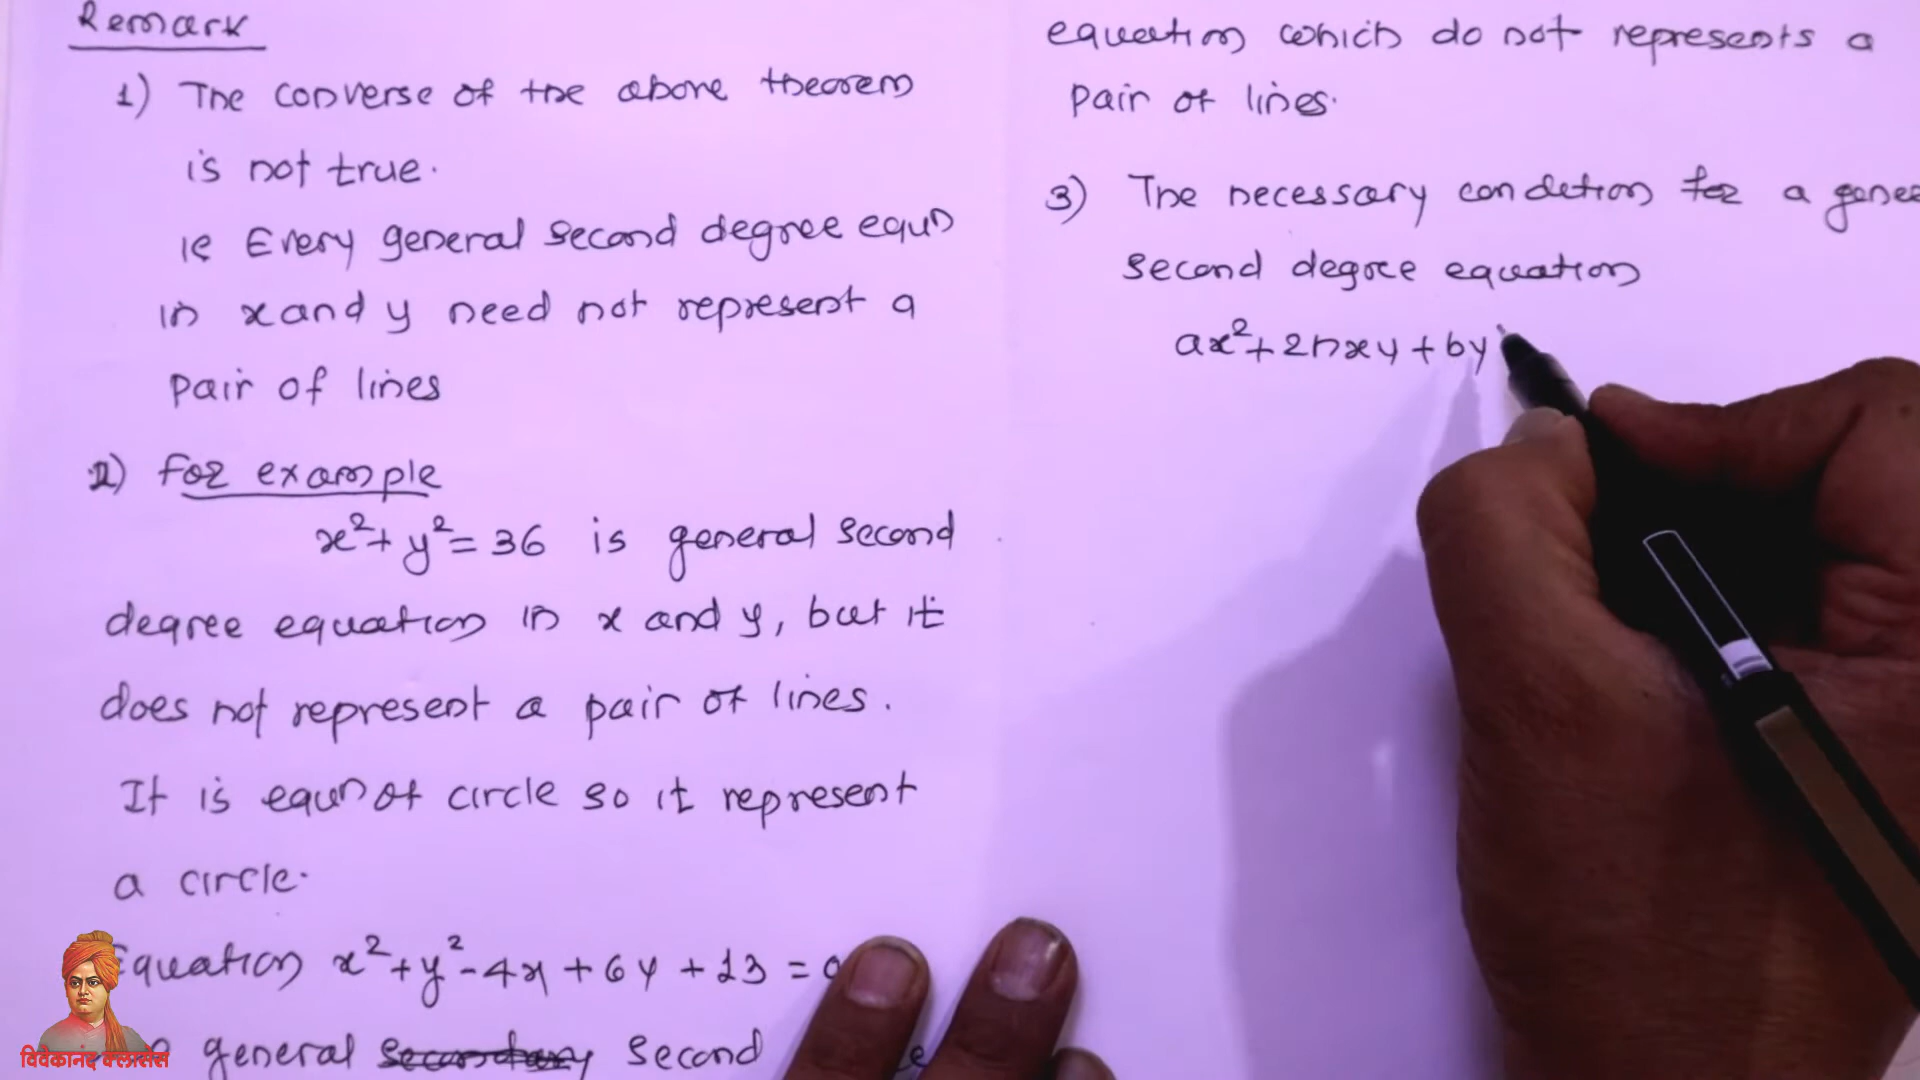 Remark
1) The converse of the above theorem
is not true.
ie Every general second degree equn
in x and y need not represent a
pair of lines
2) For example
x²+y²=36 is general second
degree equation in x and y, but it
does not represent a pair of lines.
It is equn of circle so it represent
a circle.
Equation x²+y²-4x+6y+13=0
general second
equation which do not represents a
pair of lines.
3) The necessary condition for a gener
second degree equation
ax²+2hxy+by
विवेकानंद क्लासेस